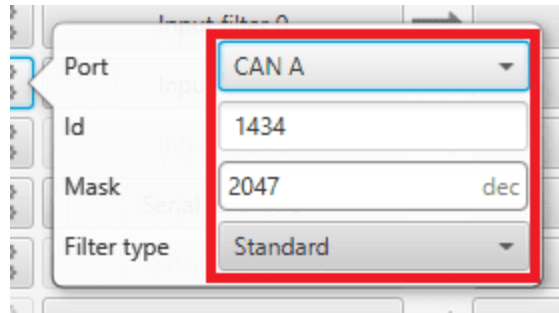 Input filter 0
Port CAN A
Id 1434
Mask 2047 dec
Filter type Standard